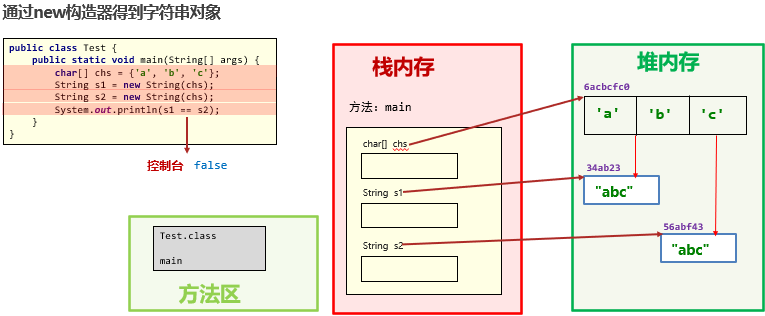 通过new构造器得到字符串对象
public class Test {
public static void main(String[] args) {
char[] chs = {'a', 'b', 'c'};
String s1 = new String(chs);
String s2 = new String(chs);
System.out.println(s1 == s2);
}
}
控制台 false
Test.class
main
方法区
栈内存
方法：main
char[] chs
String s1
String s2
堆内存
6acbcfc0
'a' 'b' 'c'
34ab23
"abc"
56abf43
"abc"